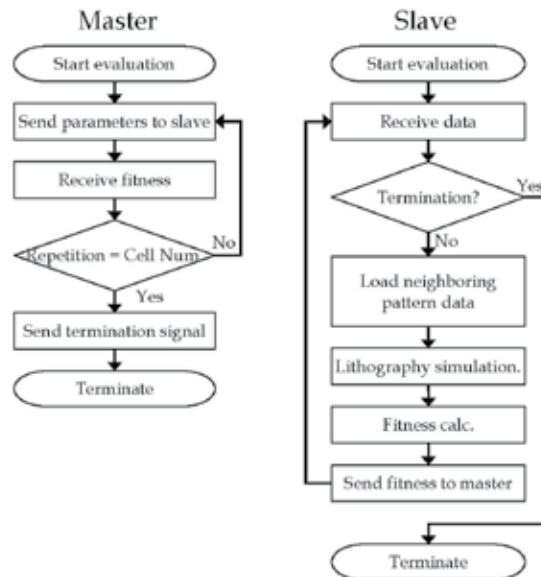 Master
Start evaluation
Send parameters to slave
Receive fitness
Repetition = Cell Num
No
Yes
Send termination signal
Terminate
Slave
Start evaluation
Receive data
Termination?
Yes
No
Load neighboring
pattern data
Lithography simulation.
Fitness calc.
Send fitness to master
Terminate